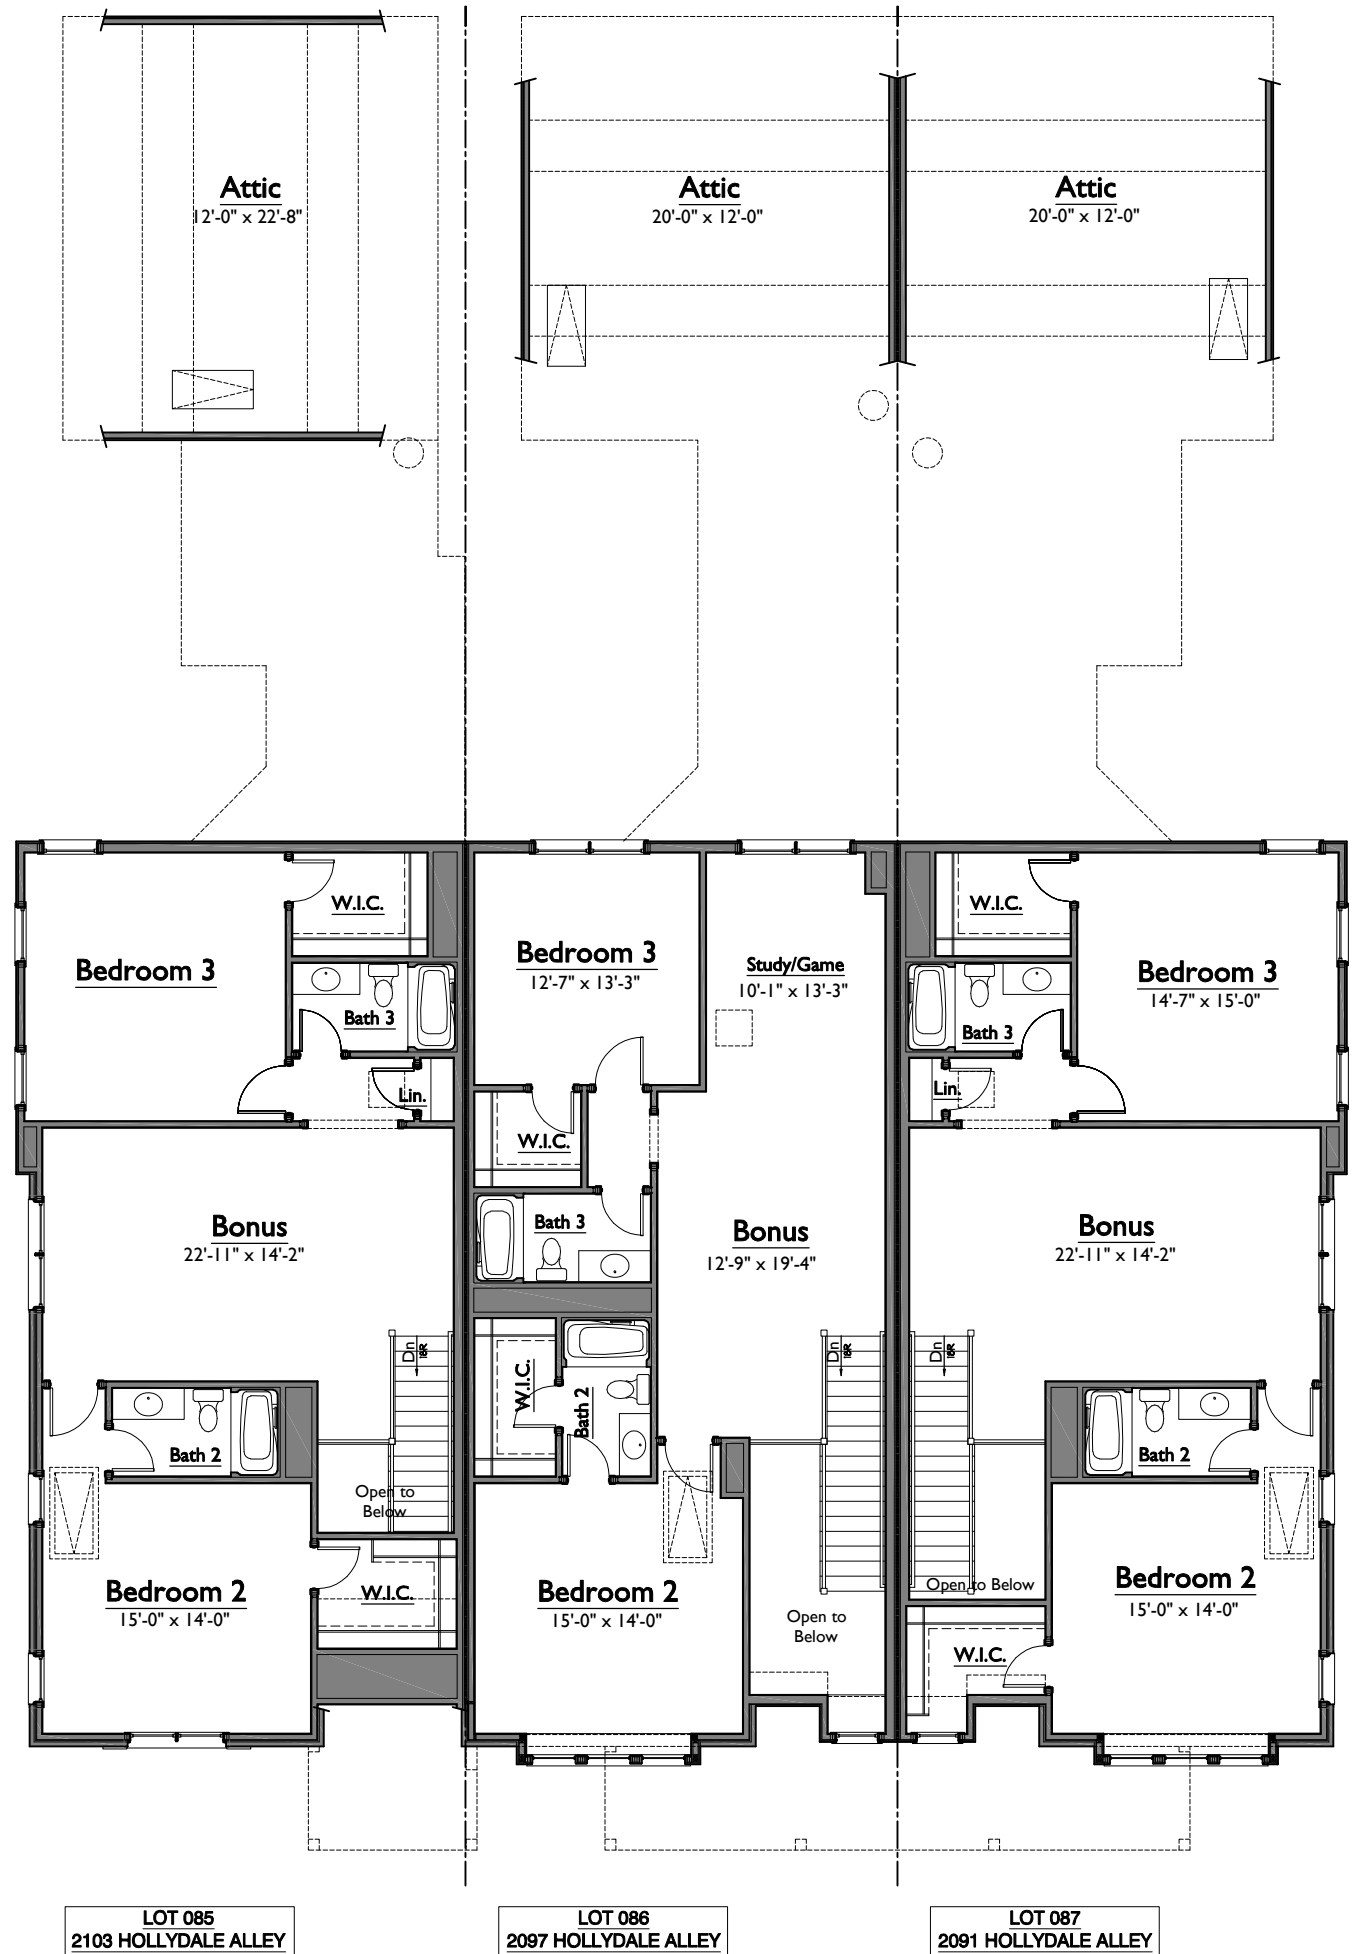 Attic
12'-0" x 22'-8"
Attic
20'-0" x 12'-0"
Attic
20'-0" x 12'-0"
W.I.C.
Bedroom 3
Bath 3
Lin.
Bonus
22'-11" x 14'-2"
Dn
18R
Bath 2
Open to
Below
Bedroom 2
15'-0" x 14'-0"
W.I.C.
Bedroom 3
12'-7" x 13'-3"
Study/Game
10'-1" x 13'-3"
W.I.C.
Bath 3
Bonus
12'-9" x 19'-4"
W.I.C.
Bath 2
Dn
18R
Bedroom 2
15'-0" x 14'-0"
Open to
Below
W.I.C.
Bedroom 3
14'-7" x 15'-0"
Bath 3
Lin.
Bonus
22'-11" x 14'-2"
Dn
18R
Bath 2
Open to Below
Bedroom 2
15'-0" x 14'-0"
W.I.C.
LOT 085
2103 HOLLYDALE ALLEY
LOT 086
2097 HOLLYDALE ALLEY
LOT 087
2091 HOLLYDALE ALLEY